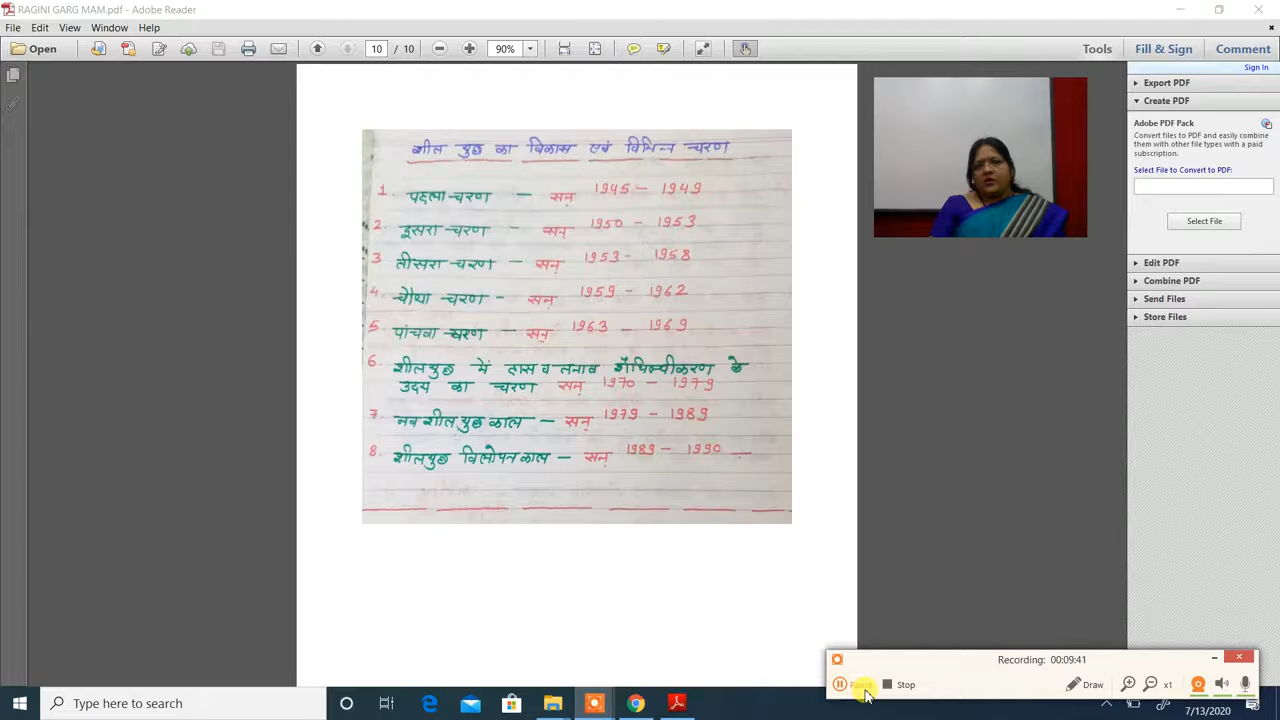 RAGINI GARG MAM.pdf - Adobe Reader
File Edit View Window Help
Open 10 / 10 90% Tools Fill & Sign Comment
Sign In
Export PDF
Create PDF
Adobe PDF Pack
Convert files to PDF and easily combine
them with other file types with a paid
subscription.
Select File to Convert to PDF:
Select File
Edit PDF
Combine PDF
Send Files
Store Files
शील युद्ध का विकास एवं विभिन्न चरण
1. पहला चरण – सन् 1945 – 1949
2. दूसरा चरण – सन् 1950 – 1953
3 तीसरा चरण – सन् 1953 – 1958
4. चौथा चरण – सन् 1959 – 1962
5. पांचवा चरण – सन् 1963 – 1969
6. शीलयुद्ध में ह्रास व तनाव शैथिल्यीकरण के
उदय का चरण सन् 1970 – 1979
7. नव शीलयुद्ध काल – सन् 1979 – 1989
8. शीलयुद्ध विलोपन काल – सन् 1989 – 1990
Recording: 00:09:41
Pause Stop Draw x1
Type here to search
7/13/2020